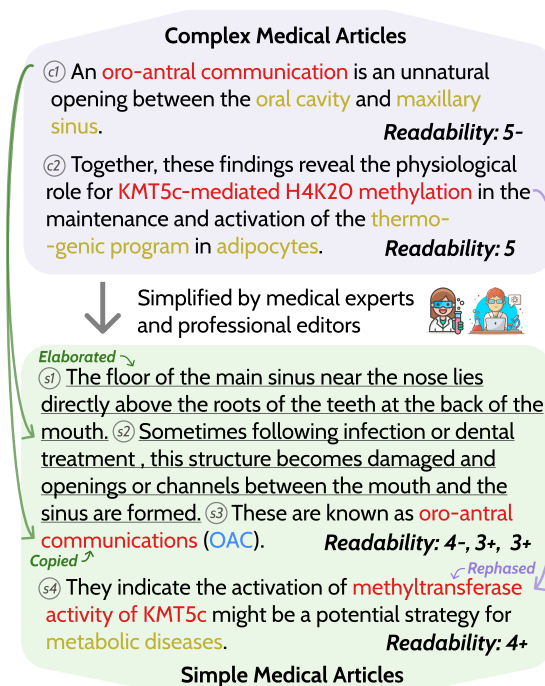 Complex Medical Articles
c1 An oro-antral communication is an unnatural
opening between the oral cavity and maxillary
sinus.
Readability: 5-
c2 Together, these findings reveal the physiological
role for KMT5c-mediated H4K20 methylation in the
maintenance and activation of the thermo-
-genic program in adipocytes.
Readability: 5
Simplified by medical experts
and professional editors
Elaborated
s1 The floor of the main sinus near the nose lies
directly above the roots of the teeth at the back of the
mouth. s2 Sometimes following infection or dental
treatment , this structure becomes damaged and
openings or channels between the mouth and the
sinus are formed. s3 These are known as oro-antral
communications (OAC).
Readability: 4-, 3+, 3+
Copied
Rephased
s4 They indicate the activation of methyltransferase
activity of KMT5c might be a potential strategy for
metabolic diseases.
Readability: 4+
Simple Medical Articles